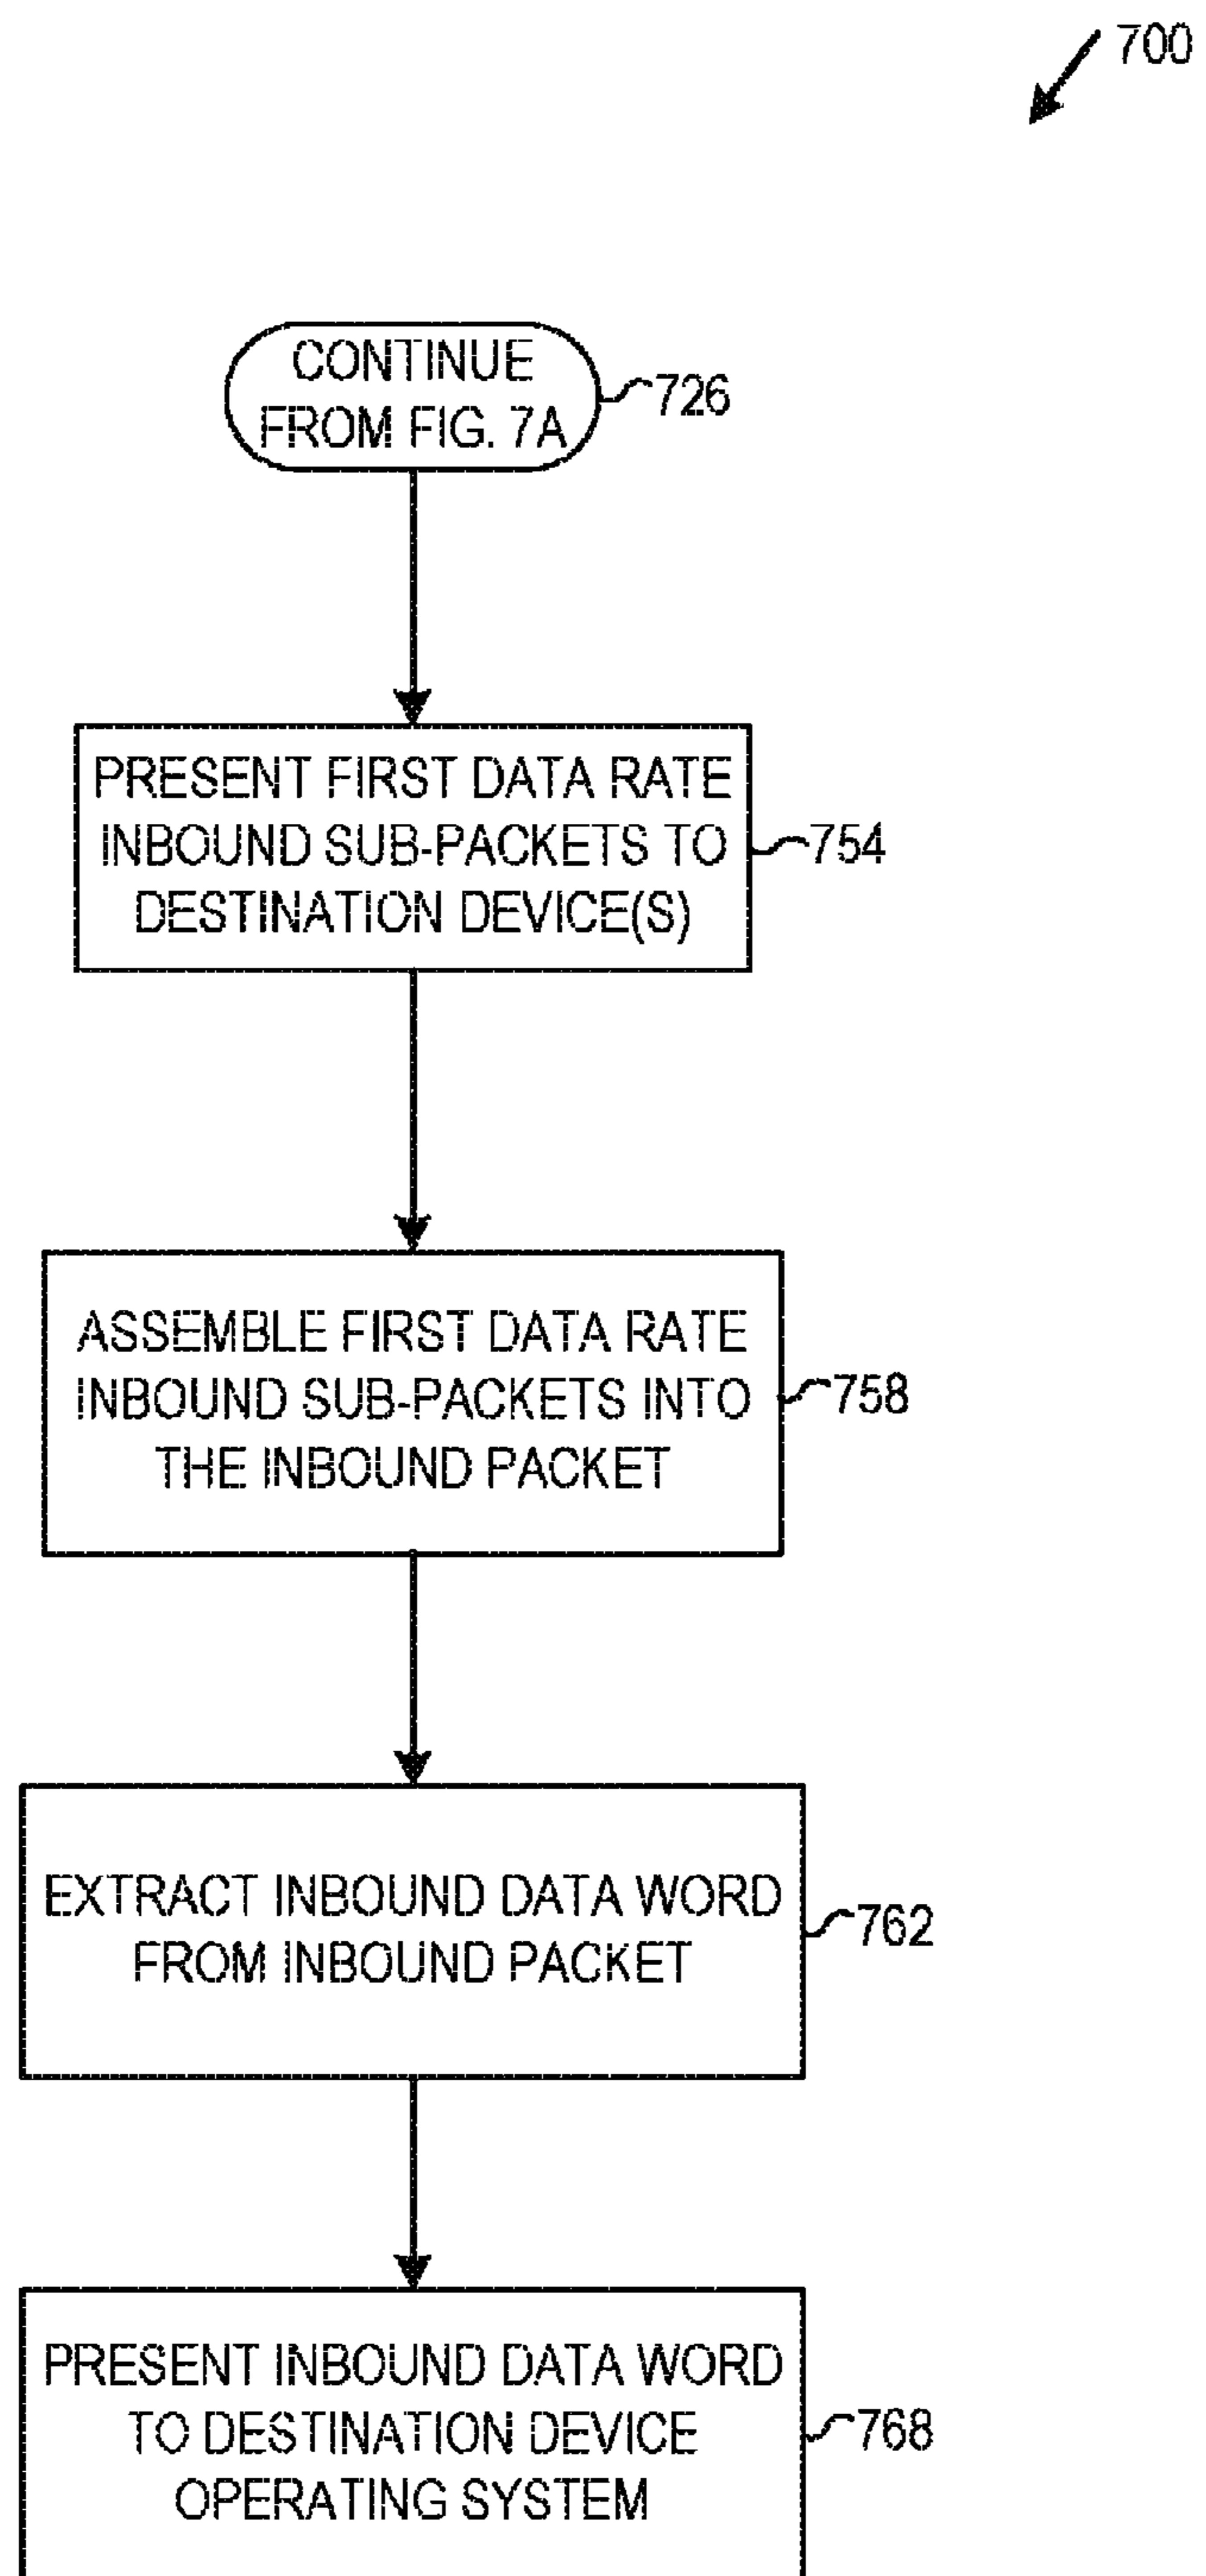 700
CONTINUE
FROM FIG. 7A
726
PRESENT FIRST DATA RATE
INBOUND SUB-PACKETS TO
DESTINATION DEVICE(S)
754
ASSEMBLE FIRST DATA RATE
INBOUND SUB-PACKETS INTO
THE INBOUND PACKET
758
EXTRACT INBOUND DATA WORD
FROM INBOUND PACKET
762
PRESENT INBOUND DATA WORD
TO DESTINATION DEVICE
OPERATING SYSTEM
768